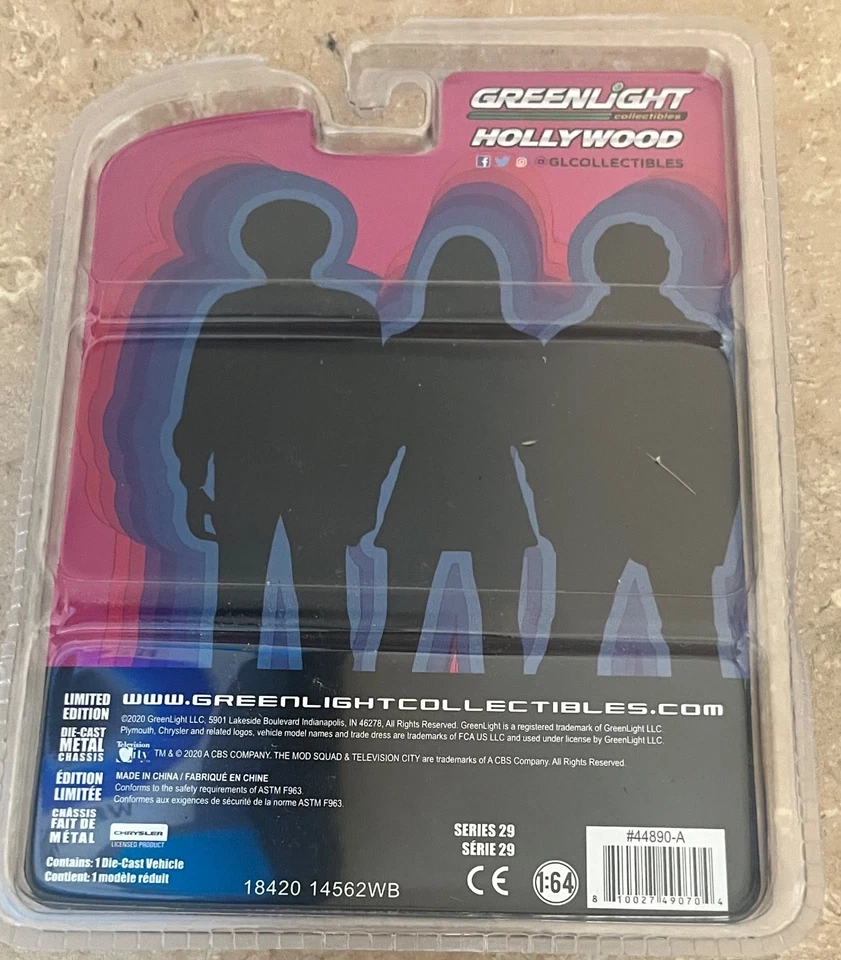 GREENLiGHT
collectibles
HOLLYWOOD
@GLCOLLECTIBLES
LIMITED
EDITION
WWW.GREENLIGHTCOLLECTIBLES.COM
©2020 GreenLight LLC, 5901 Lakeside Boulevard Indianapolis, IN 46278, All Rights Reserved. GreenLight is a registered trademark of GreenLight LLC.
Plymouth, Chrysler and related logos, vehicle model names and trade dress are trademarks of FCA US LLC and used under license by GreenLight LLC.
DIE-CAST
METAL
CHASSIS
Television
City
TM & © 2020 A CBS COMPANY. THE MOD SQUAD & TELEVISION CITY are trademarks of A CBS Company. All Rights Reserved.
ÉDITION
LIMITÉE
MADE IN CHINA / FABRIQUÉ EN CHINE
Conforms to the safety requirements of ASTM F963.
Conformes aux exigences de sécurité de la norme ASTM F963.
CHÂSSIS
FAIT DE
MÉTAL
CHRYSLER
LICENSED PRODUCT
Contains: 1 Die-Cast Vehicle
Contient: 1 modèle réduit
18420 14562WB
SERIES 29
SÉRIE 29
CE
1:64
#44890-A
8 10027 49070 4